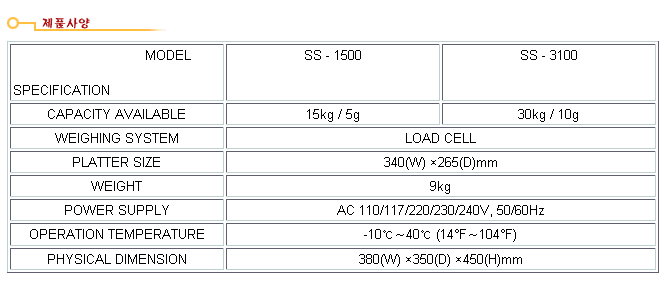 제품사양
MODEL
SPECIFICATION
SS - 1500
SS - 3100
CAPACITY AVAILABLE
15kg / 5g
30kg / 10g
WEIGHING SYSTEM
LOAD CELL
PLATTER SIZE
340(W) ×265(D)mm
WEIGHT
9kg
POWER SUPPLY
AC 110/117/220/230/240V, 50/60Hz
OPERATION TEMPERATURE
-10℃～40℃ (14°F～104°F)
PHYSICAL DIMENSION
380(W) ×350(D) ×450(H)mm